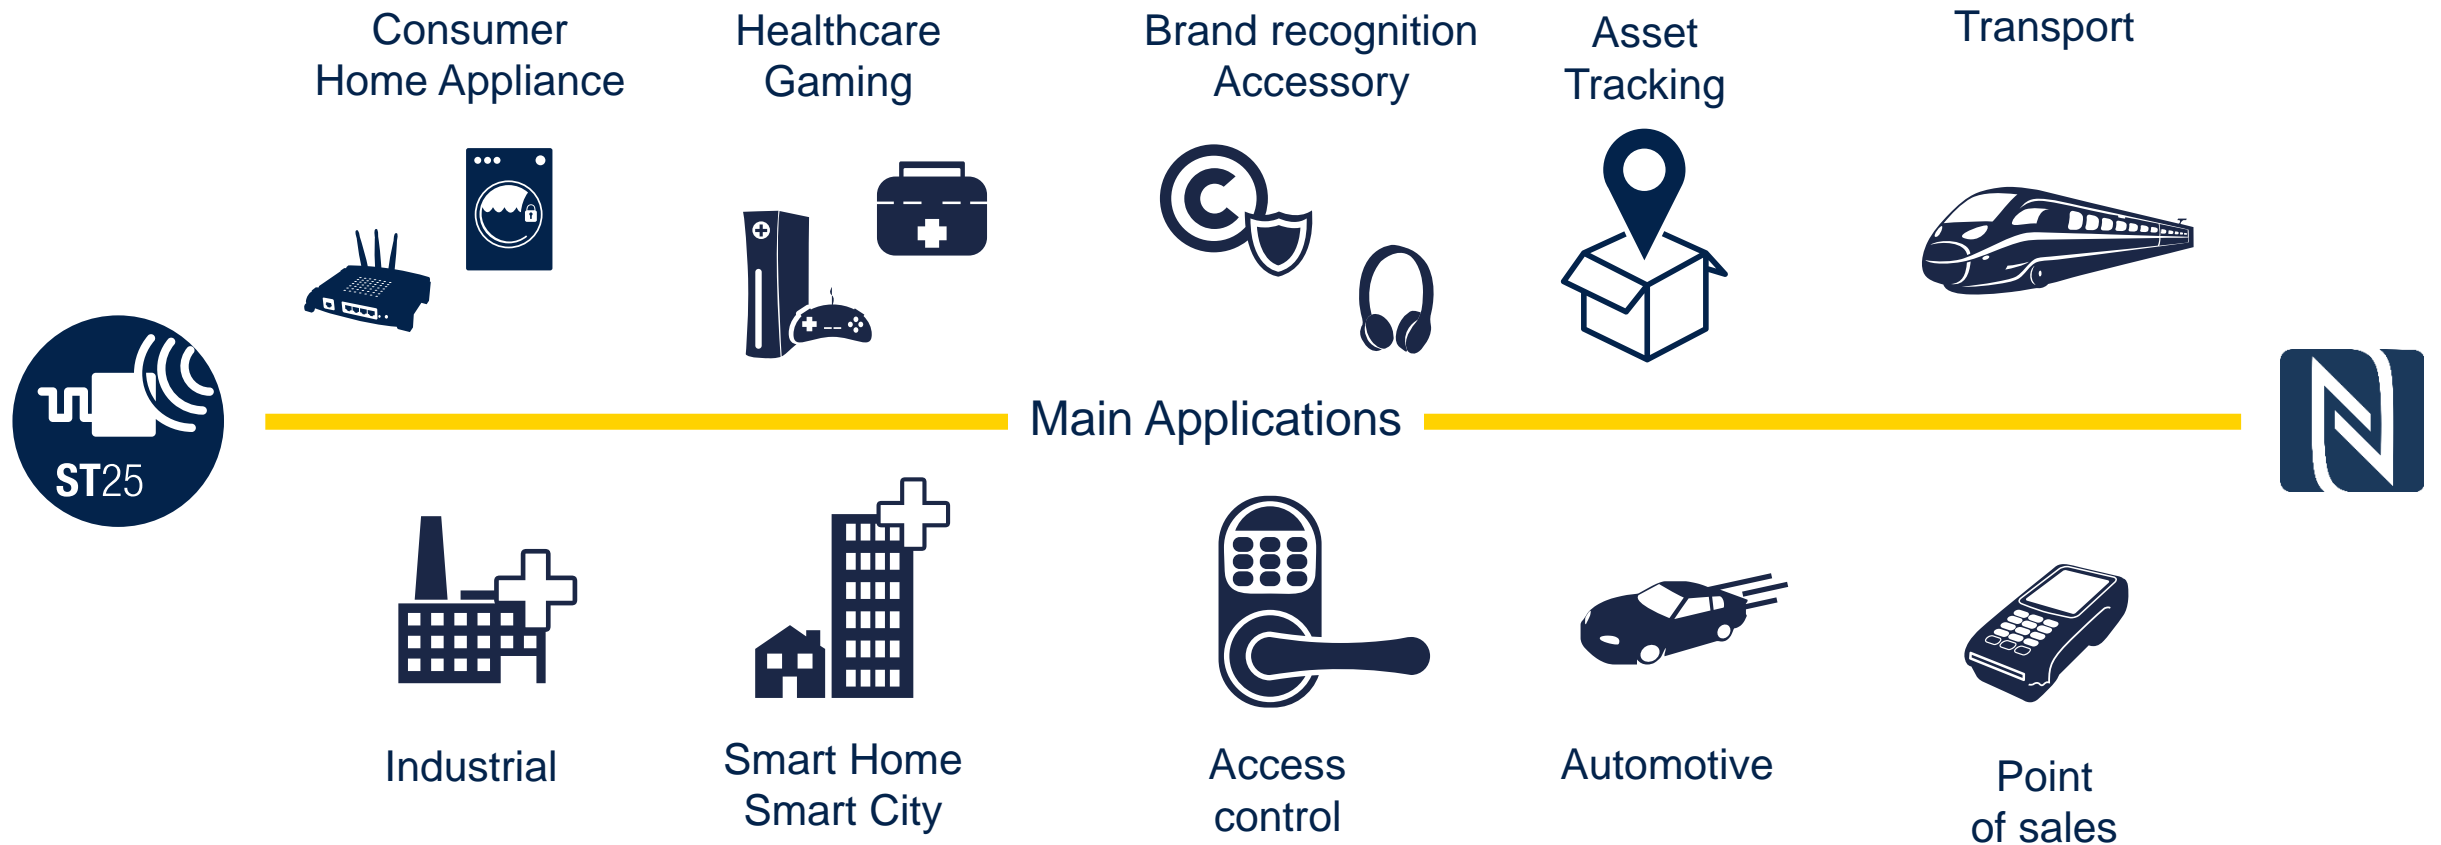 Consumer
Home Appliance
Healthcare
Gaming
Brand recognition
Accessory
Asset
Tracking
Transport
ST25
Main Applications
Industrial
Smart Home
Smart City
Access
control
Automotive
Point
of sales